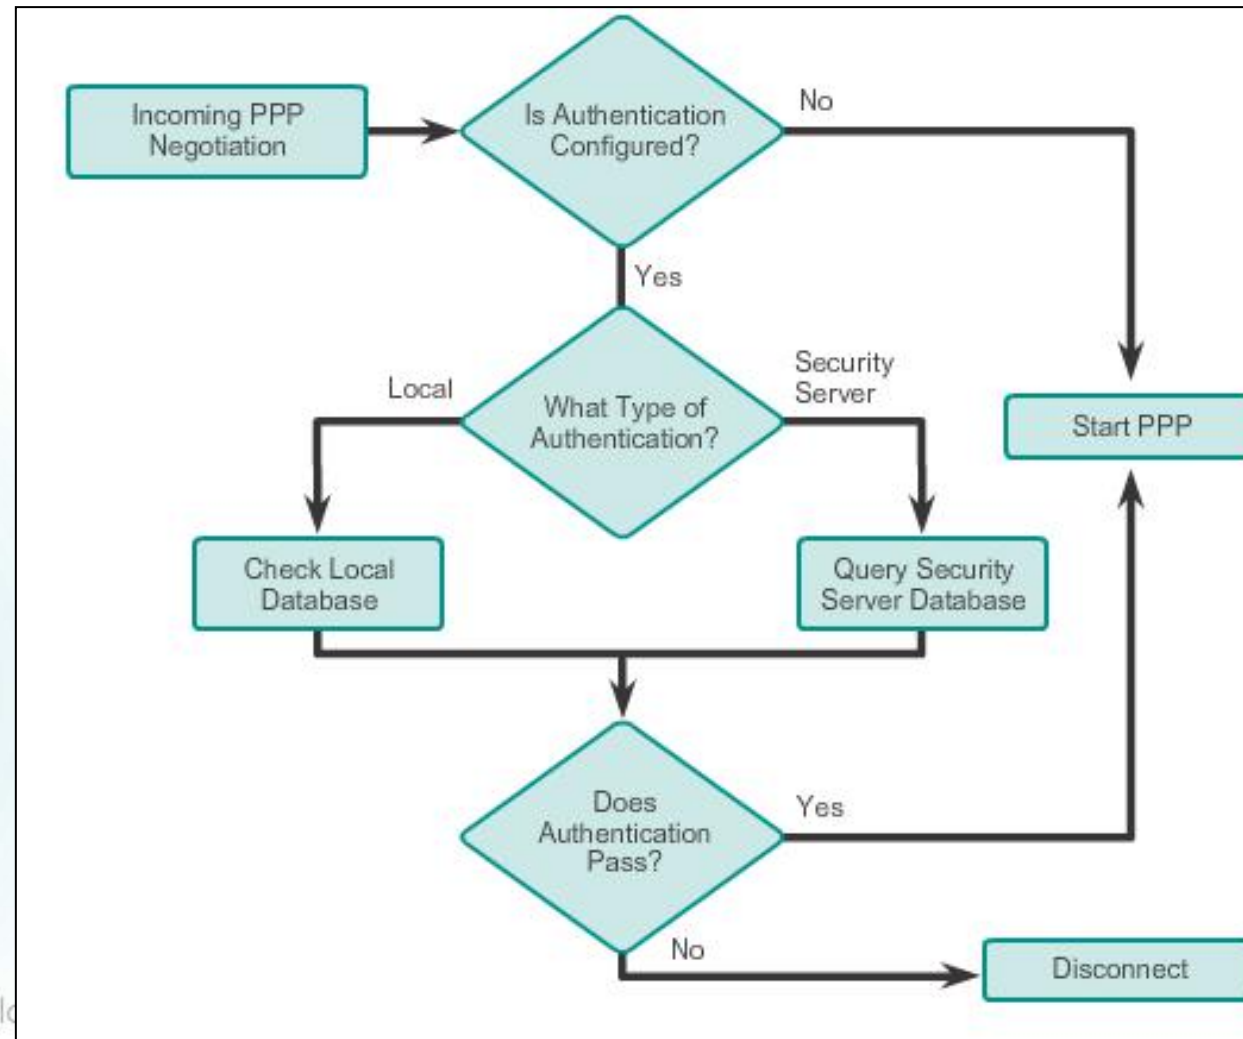 Incoming PPP
Negotiation
Is Authentication
Configured?
No
Yes
Local
What Type of
Authentication?
Security
Server
Start PPP
Check Local
Database
Query Security
Server Database
Does
Authentication
Pass?
Yes
No
Disconnect